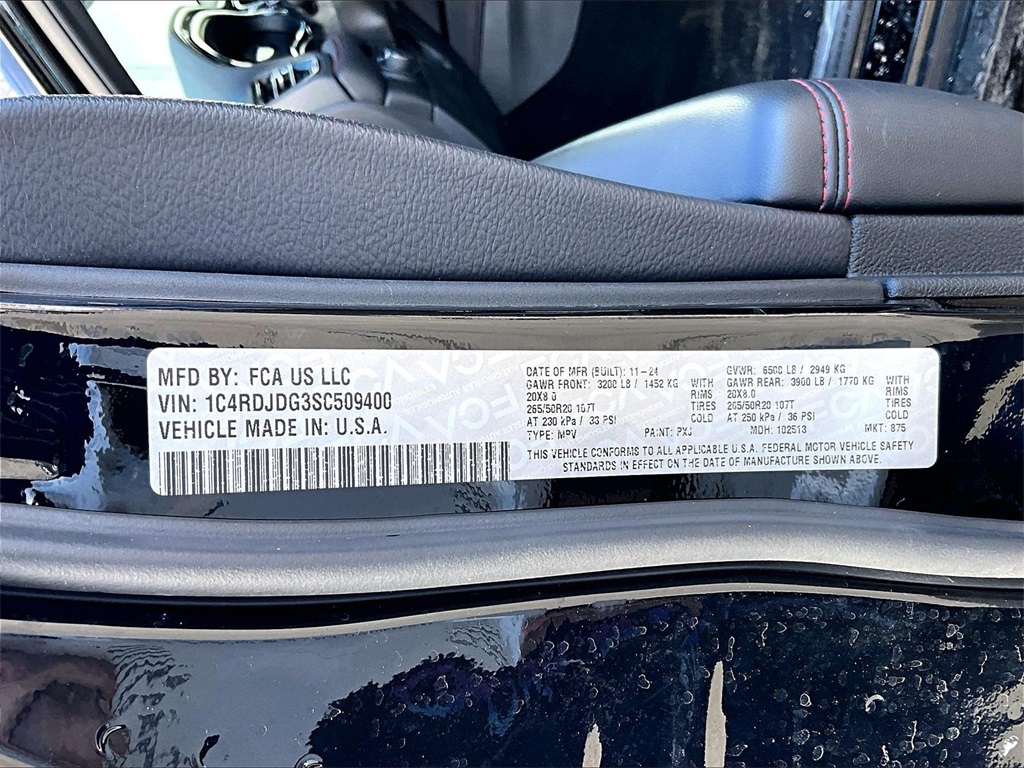 MFD BY: FCA US LLC
VIN: 1C4RDJDG3SC509400
VEHICLE MADE IN: U.S.A.
DATE OF MFR (BUILT): 11-24 GVWR: 6500 LB / 2949 KG
GAWR FRONT: 3200 LB / 1452 KG WITH GAWR REAR: 3900 LB / 1770 KG WITH
20X8.0 RIMS 20X8.0 RIMS
265/50R20 107T TIRES 265/50R20 107T TIRES
AT 230 kPa / 33 PSI COLD AT 250 kPa / 36 PSI COLD
TYPE: MPV PAINT: PXJ MDH: 102513 MKT: 875
THIS VEHICLE CONFORMS TO ALL APPLICABLE U.S.A. FEDERAL MOTOR VEHICLE SAFETY
STANDARDS IN EFFECT ON THE DATE OF MANUFACTURE SHOWN ABOVE.